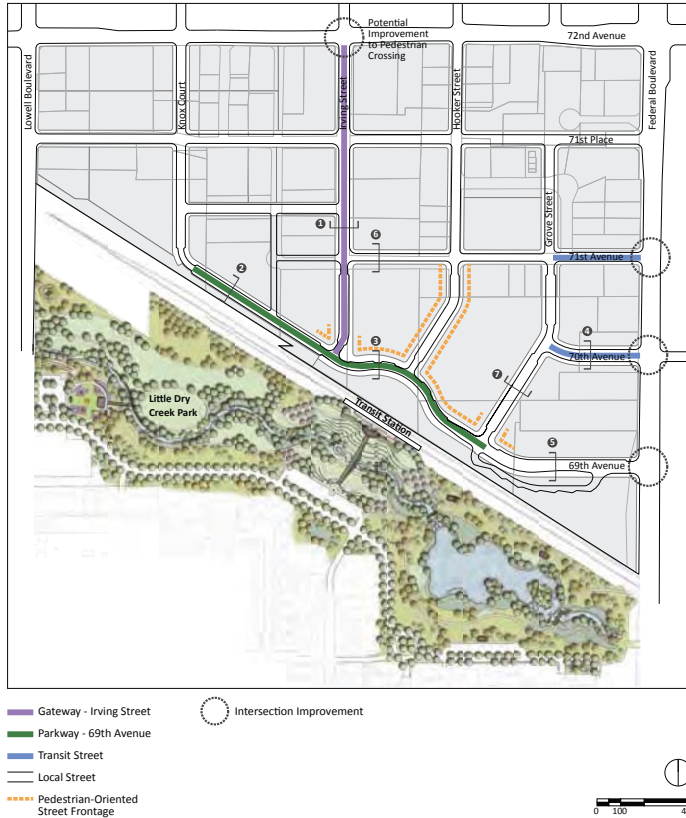 Potential
Improvement
to Pedestrian
Crossing
72nd Avenue
Lowell Boulevard
Knox Court
Irving Street
Hooker Street
Federal Boulevard
71st Place
Grove Street
1
6
71st Avenue
2
4
3
70th Avenue
7
Little Dry
Creek Park
Transit Station
5
69th Avenue
Gateway - Irving Street
Intersection Improvement
Parkway - 69th Avenue
Transit Street
Local Street
Pedestrian-Oriented
Street Frontage
0 100 4